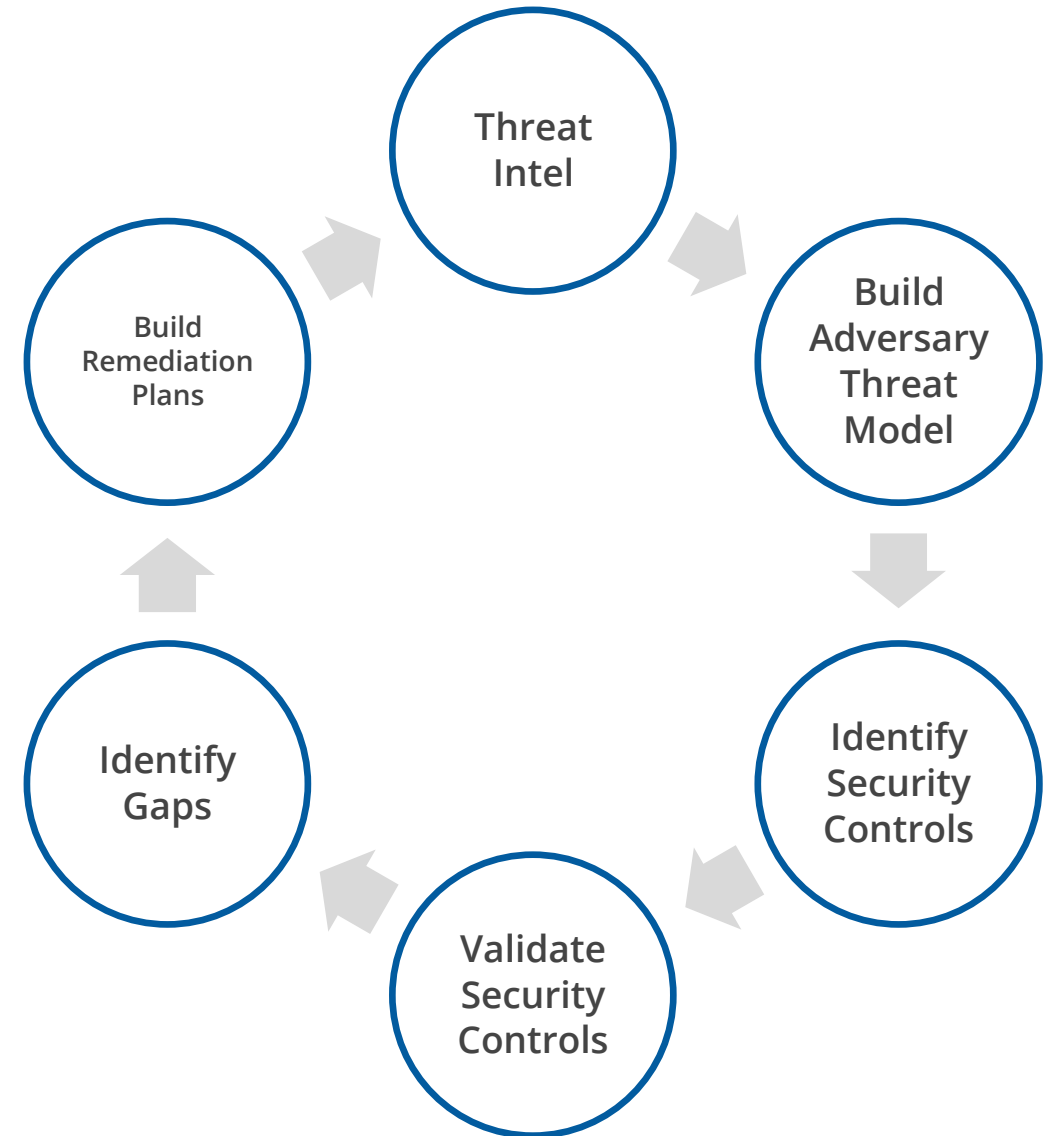 Threat
Intel
Build
Adversary
Threat
Model
Identify
Security
Controls
Validate
Security
Controls
Identify
Gaps
Build
Remediation
Plans